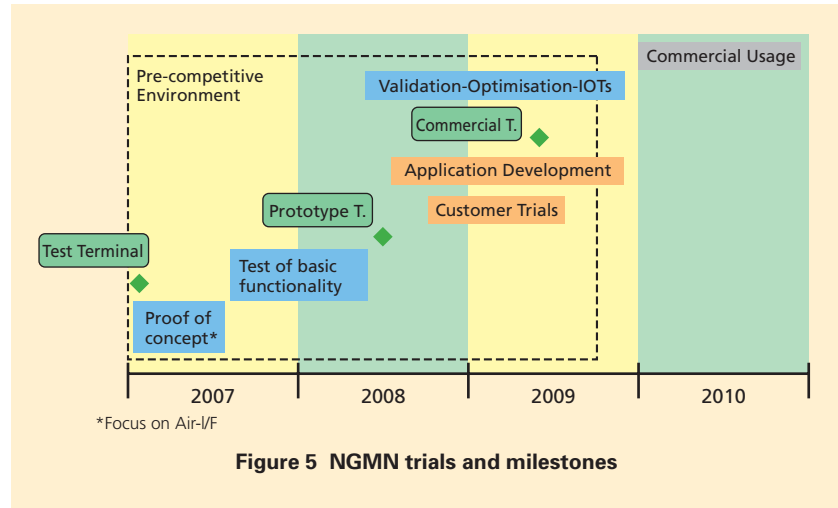 Pre-competitive
Environment
Commercial Usage
Validation-Optimisation-IOTs
Commercial T.
Application Development
Prototype T.
Customer Trials
Test Terminal
Test of basic
functionality
Proof of
concept*
2007
2008
2009
2010
*Focus on Air-I/F
Figure 5 NGMN trials and milestones